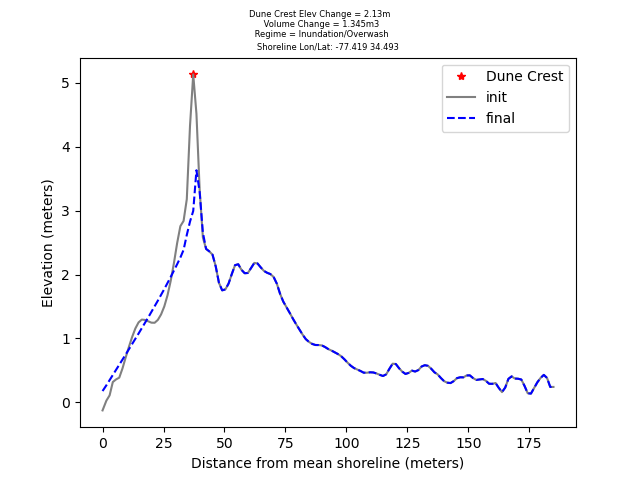 Dune Crest Elev Change = 2.13m
Volume Change = 1.345m3
Regime = Inundation/Overwash
Shoreline Lon/Lat: -77.419 34.493
Dune Crest
init
final
5
4
3
2
1
0
Elevation (meters)
0 25 50 75 100 125 150 175
Distance from mean shoreline (meters)